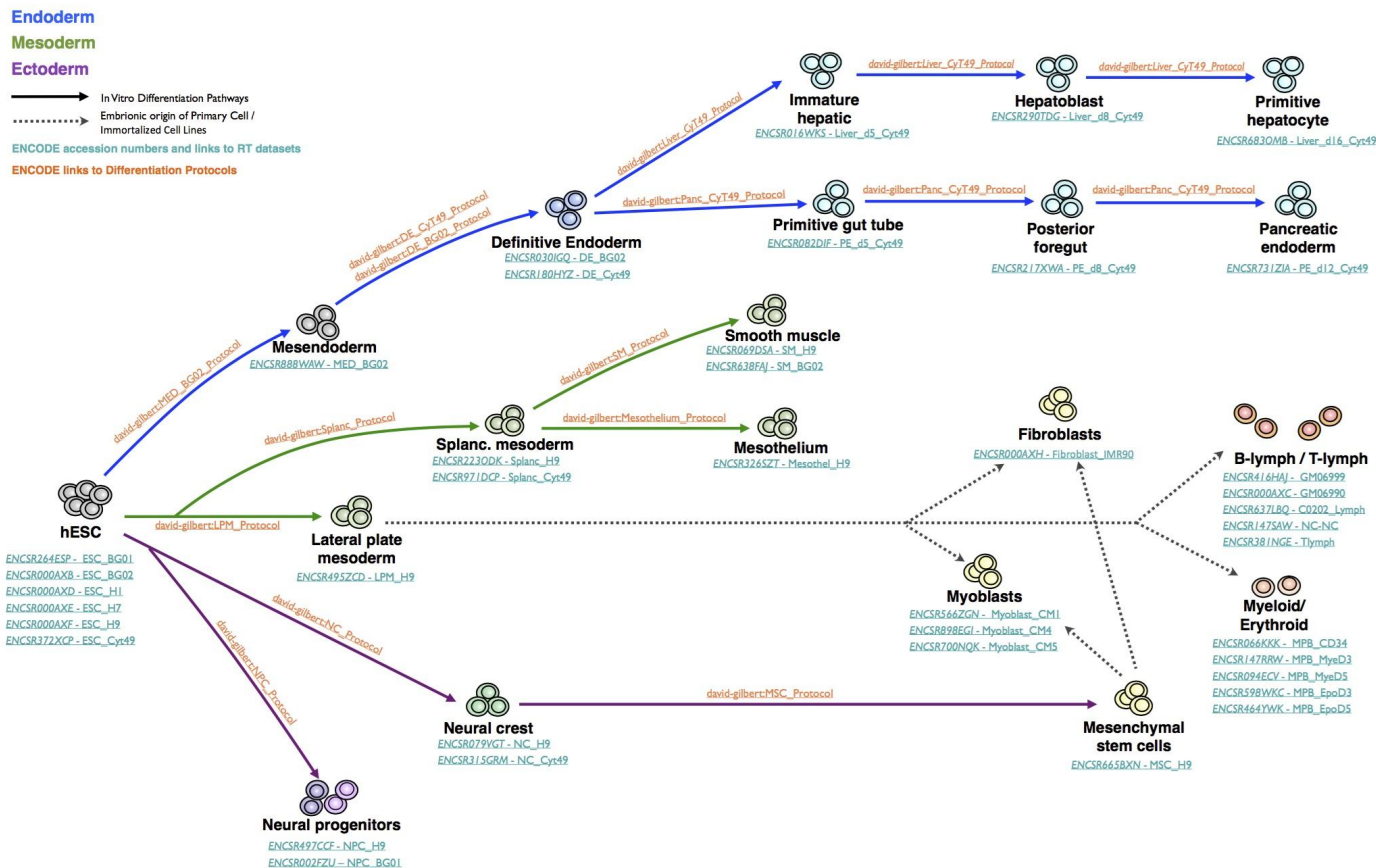 Endoderm
Mesoderm
Ectoderm
In Vitro Differentiation Pathways
Embrionic origin of Primary Cell /
Immortalized Cell Lines
ENCODE accession numbers and links to RT datasets
ENCODE links to Differentiation Protocols
david-gilbert:Liver_CyT49_Protocol
david-gilbert:Liver_CyT49_Protocol
david-gilbert:Liver_CyT49_Protocol
Immature
hepatic
ENCSR016WKS - Liver_d5_Cyt49
Hepatoblast
ENCSR290TDG - Liver_d8_Cyt49
Primitive
hepatocyte
ENCSR683OMB - Liver_d16_Cyt49
david-gilbert:Panc_CyT49_Protocol
david-gilbert:Panc_CyT49_Protocol
david-gilbert:Panc_CyT49_Protocol
Primitive gut tube
ENCSR082DIF - PE_d5_Cyt49
Posterior
foregut
ENCSR217XWA - PE_d8_Cyt49
Pancreatic
endoderm
ENCSR731ZIA - PE_d12_Cyt49
david-gilbert:DE_CyT49_Protocol
david-gilbert:DE_BG02_Protocol
Definitive Endoderm
ENCSR030IGQ - DE_BG02
ENCSR180HYZ - DE_Cyt49
david-gilbert:MED_BG02_Protocol
Mesendoderm
ENCSR888WAW - MED_BG02
david-gilbert:SM_Protocol
Smooth muscle
ENCSR069DSA - SM_H9
ENCSR638FAJ - SM_BG02
david-gilbert:Splanc_Protocol
Splanc. mesoderm
ENCSR223ODK - Splanc_H9
ENCSR971DCP - Splanc_Cyt49
david-gilbert:Mesothelium_Protocol
Mesothelium
ENCSR326SZT - Mesothel_H9
Fibroblasts
ENCSR000AXH - Fibroblast_IMR90
B-lymph / T-lymph
ENCSR416HAJ - GM06999
ENCSR000AXC - GM06990
ENCSR637LBQ - C0202_Lymph
ENCSR147SAW - NC-NC
ENCSR381NGE - Tlymph
hESC
ENCSR264ESP - ESC_BG01
ENCSR000AXB - ESC_BG02
ENCSR000AXD - ESC_H1
ENCSR000AXE - ESC_H7
ENCSR000AXF - ESC_H9
ENCSR372XCP - ESC_Cyt49
david-gilbert:LPM_Protocol
Lateral plate
mesoderm
ENCSR495ZCD - LPM_H9
Myoblasts
ENCSR566ZGN - Myoblast_CM1
ENCSR898EGI - Myoblast_CM4
ENCSR700NQK - Myoblast_CM5
Myeloid/
Erythroid
ENCSR066KKK - MPB_CD34
ENCSR147RRW - MPB_MyeD3
ENCSR094ECV - MPB_MyeD5
ENCSR598WKC - MPB_EpoD3
ENCSR464YWK - MPB_EpoD5
david-gilbert:NC_Protocol
david-gilbert:NPC_Protocol
Neural crest
ENCSR079VGT - NC_H9
ENCSR315GRM - NC_Cyt49
david-gilbert:MSC_Protocol
Mesenchymal
stem cells
ENCSR665BXN - MSC_H9
Neural progenitors
ENCSR497CCF - NPC_H9
ENCSR002FZU – NPC_BG01